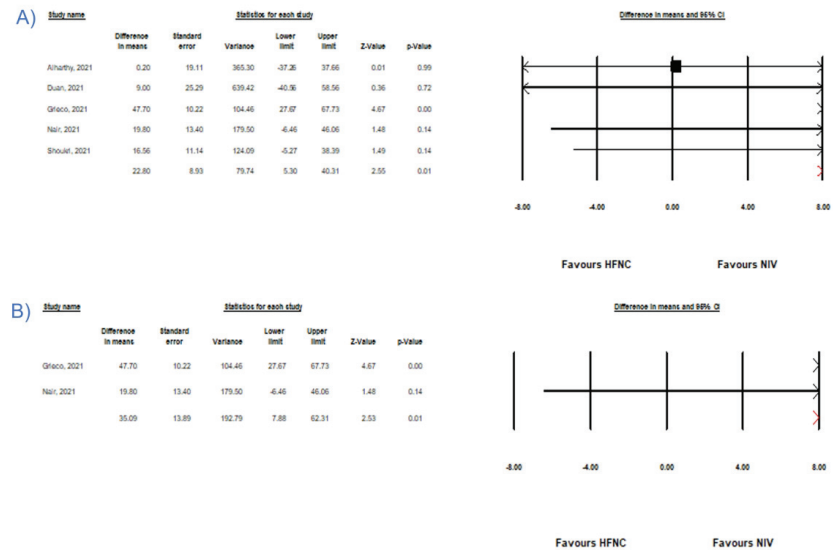 A)
Study name Statistics for each study Difference in means and 95% CI
Difference in means Standard error Variance Lower limit Upper limit Z-Value p-Value
Alharthy, 2021 0.20 19.11 365.30 -37.26 37.66 0.01 0.99
Duan, 2021 9.00 25.29 639.42 -40.56 58.56 0.36 0.72
Grieco, 2021 47.70 10.22 104.46 27.67 67.73 4.67 0.00
Nair, 2021 19.80 13.40 179.50 -6.46 46.06 1.48 0.14
Shoukri, 2021 16.56 11.14 124.09 -5.27 38.39 1.49 0.14
22.80 8.93 79.74 5.30 40.31 2.55 0.01
-8.00 -4.00 0.00 4.00 8.00
Favours HFNC Favours NIV
B)
Study name Statistics for each study Difference in means and 95% CI
Difference in means Standard error Variance Lower limit Upper limit Z-Value p-Value
Grieco, 2021 47.70 10.22 104.46 27.67 67.73 4.67 0.00
Nair, 2021 19.80 13.40 179.50 -6.46 46.06 1.48 0.14
35.09 13.89 192.79 7.88 62.31 2.53 0.01
-8.00 -4.00 0.00 4.00 8.00
Favours HFNC Favours NIV